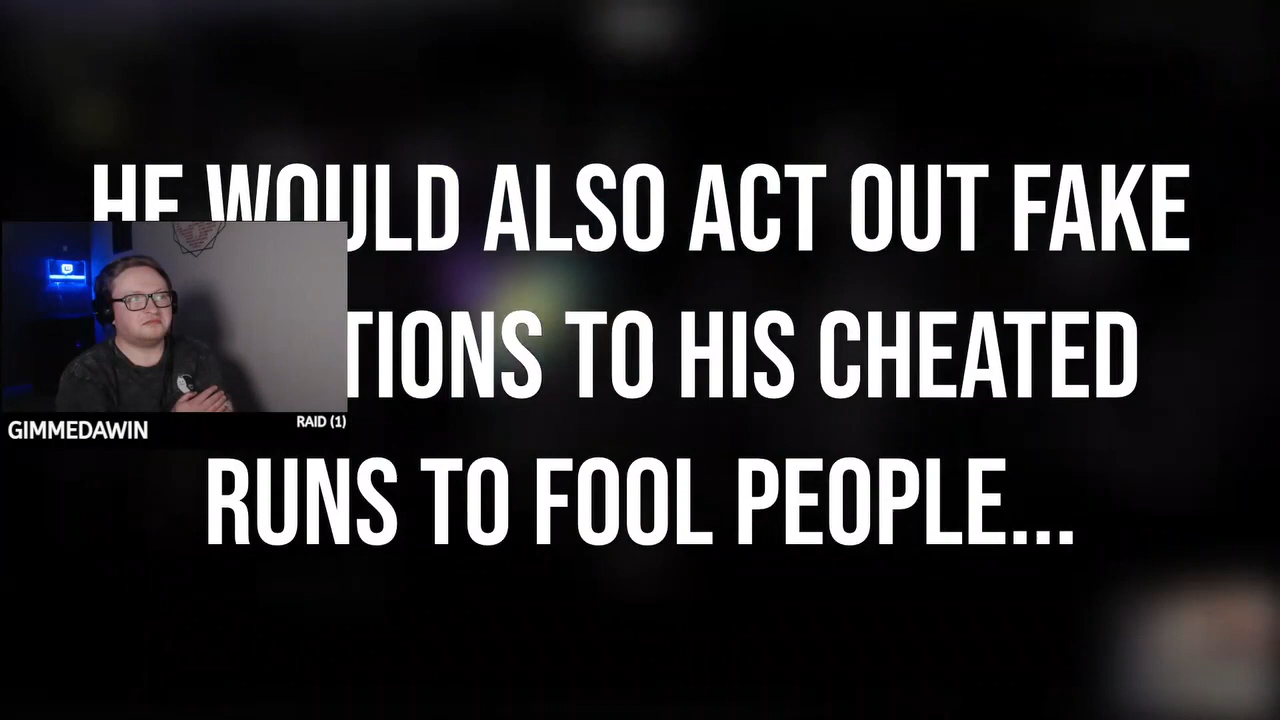 HE WOULD ALSO ACT OUT FAKE
TIONS TO HIS CHEATED
RUNS TO FOOL PEOPLE...
GIMMEDAWIN
RAID (1)